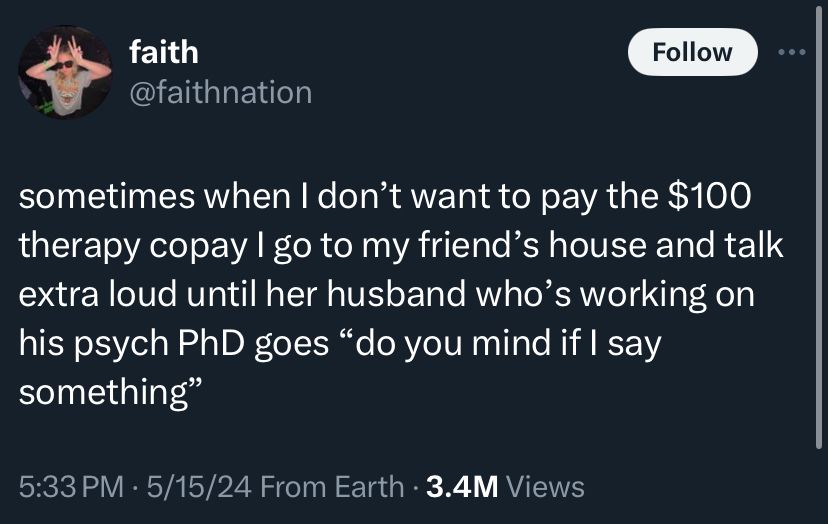 faith
Follow
@faithnation
sometimes when I don’t want to pay the $100
therapy copay I go to my friend’s house and talk
extra loud until her husband who’s working on
his psych PhD goes “do you mind if I say
something”
5:33 PM · 5/15/24 From Earth · 3.4M Views